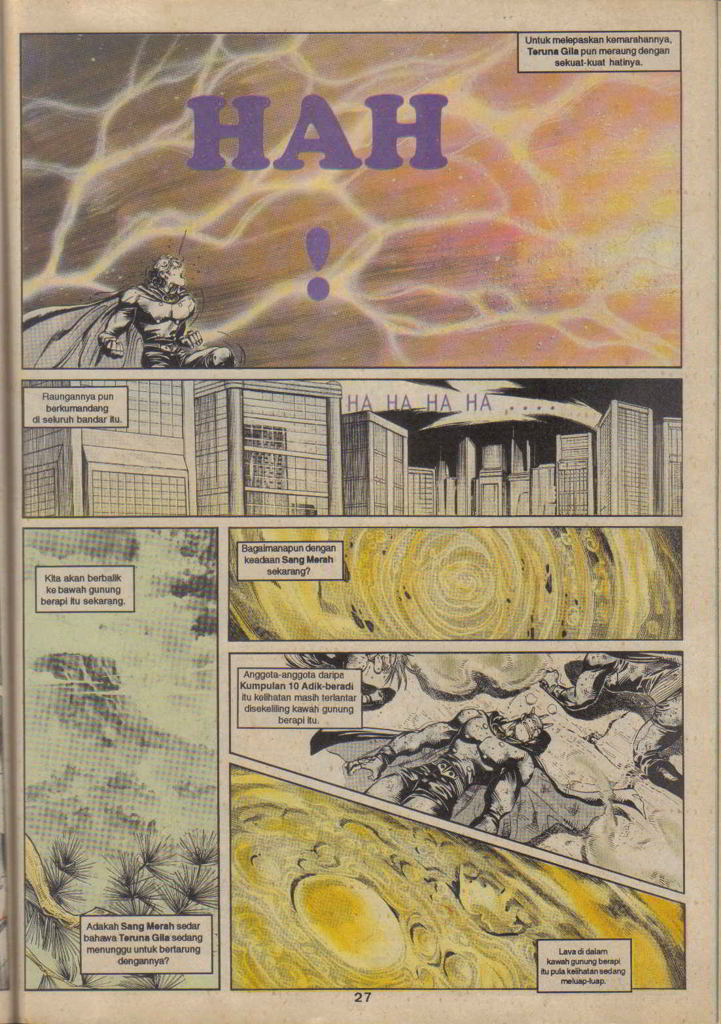 Untuk melepaskan kemarahannya,
Teruna Gila pun meraung dengan
sekuat-kuat hatinya.
HAH
!
Raungannya pun
berkumandang
di seluruh bandar itu.
HA HA HA HA . . . . .
Kita akan berbalik
ke bawah gunung
berapi itu sekarang.
Adakah Sang Merah sedar
bahawa Teruna Gila sedang
menunggu untuk bertarung
dengannya?
Bagaimanapun dengan
keadaan Sang Merah
sekarang?
Anggota-anggota daripa
Kumpulan 10 Adik-beradi
itu kelihatan masih terlantar
disekeliling kawah gunung
berapi itu.
Lava di dalam
kawah gunung berapi
itu pula kelihatan sedang
meluap-luap.
27